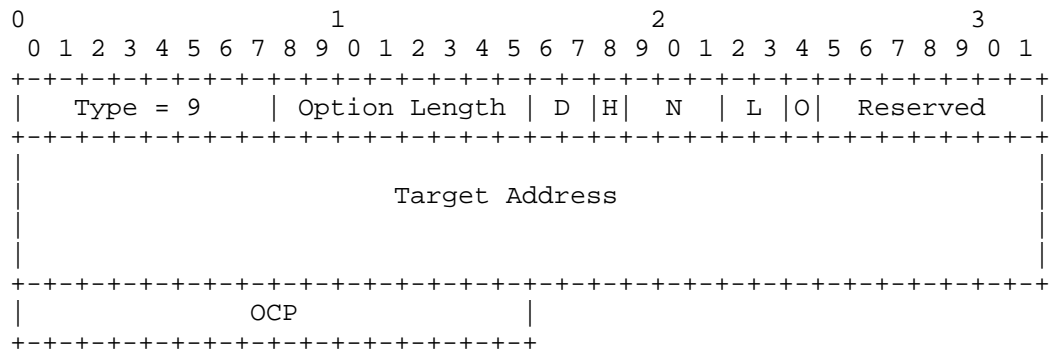 0                   1                   2                   3
 0 1 2 3 4 5 6 7 8 9 0 1 2 3 4 5 6 7 8 9 0 1 2 3 4 5 6 7 8 9 0 1
+-+-+-+-+-+-+-+-+-+-+-+-+-+-+-+-+-+-+-+-+-+-+-+-+-+-+-+-+-+-+-+-+
|   Type = 9    | Option Length | D |H|  N  | L |O|  Reserved   |
+-+-+-+-+-+-+-+-+-+-+-+-+-+-+-+-+-+-+-+-+-+-+-+-+-+-+-+-+-+-+-+-+
|                                                               |
|                       Target Address                          |
|                                                               |
|                                                               |
+-+-+-+-+-+-+-+-+-+-+-+-+-+-+-+-+-+-+-+-+-+-+-+-+-+-+-+-+-+-+-+-+
|              OCP              |
+-+-+-+-+-+-+-+-+-+-+-+-+-+-+-+-+